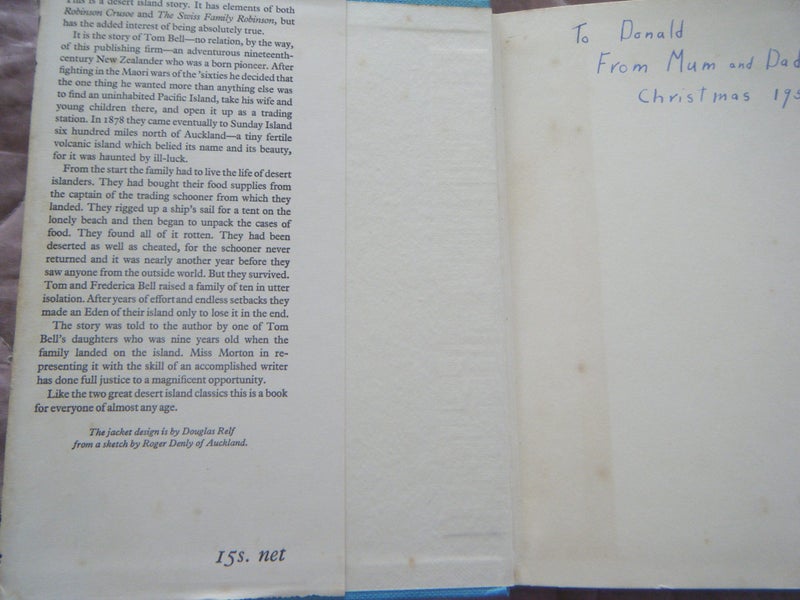 This is a desert island story. It has elements of both
Robinson Crusoe and The Swiss Family Robinson, but
has the added interest of being absolutely true.
It is the story of Tom Bell—no relation, by the way,
of this publishing firm—an adventurous nineteenth-
century New Zealander who was a born pioneer. After
fighting in the Maori wars of the 'sixties he decided that
the one thing he wanted more than anything else was
to find an uninhabited Pacific Island, take his wife and
young children there, and open it up as a trading
station. In 1878 they came eventually to Sunday Island
six hundred miles north of Auckland—a tiny fertile
volcanic island which belied its name and its beauty,
for it was haunted by ill-luck.
From the start the family had to live the life of desert
islanders. They had bought their food supplies from
the captain of the trading schooner from which they
landed. They rigged up a ship's sail for a tent on the
lonely beach and then began to unpack the cases of
food. They found all of it rotten. They had been
deserted as well as cheated, for the schooner never
returned and it was nearly another year before they
saw anyone from the outside world. But they survived.
Tom and Frederica Bell raised a family of ten in utter
isolation. After years of effort and endless setbacks they
made an Eden of their island only to lose it in the end.
The story was told to the author by one of Tom
Bell's daughters who was nine years old when the
family landed on the island. Miss Morton in re-
presenting it with the skill of an accomplished writer
has done full justice to a magnificent opportunity.
Like the two great desert island classics this is a book
for everyone of almost any age.
The jacket design is by Douglas Relf
from a sketch by Roger Denly of Auckland.
15s. net
To Donald
From Mum and Dad
Christmas 195